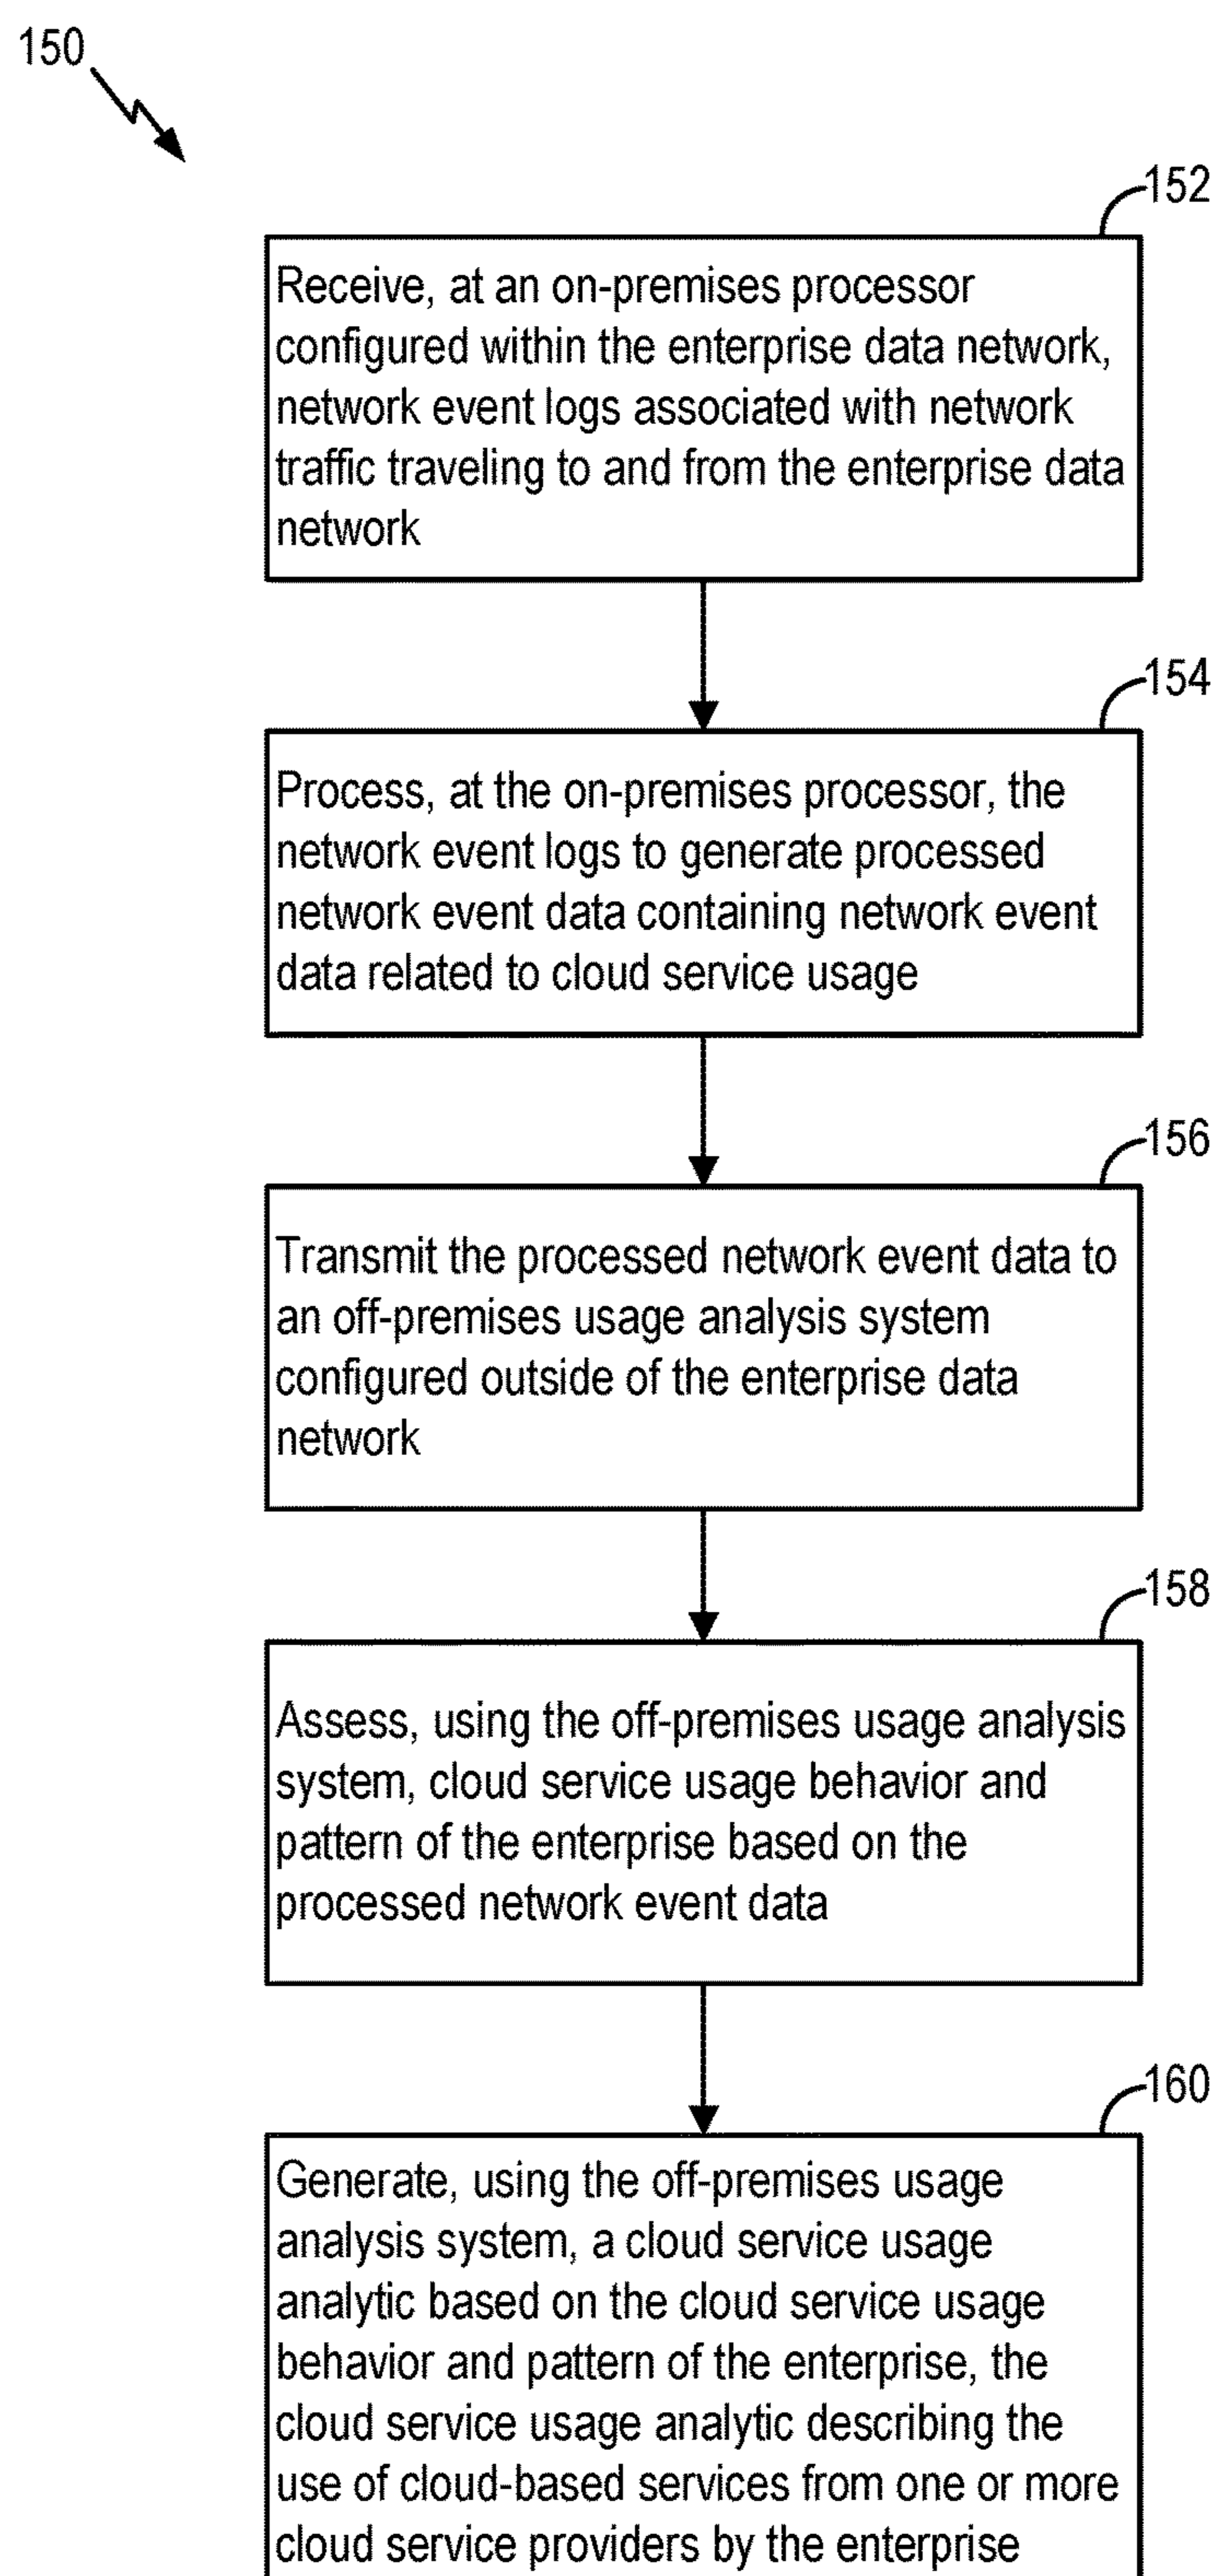 150
152
Receive, at an on-premises processor
configured within the enterprise data network,
network event logs associated with network
traffic traveling to and from the enterprise data
network
154
Process, at the on-premises processor, the
network event logs to generate processed
network event data containing network event
data related to cloud service usage
156
Transmit the processed network event data to
an off-premises usage analysis system
configured outside of the enterprise data
network
158
Assess, using the off-premises usage analysis
system, cloud service usage behavior and
pattern of the enterprise based on the
processed network event data
160
Generate, using the off-premises usage
analysis system, a cloud service usage
analytic based on the cloud service usage
behavior and pattern of the enterprise, the
cloud service usage analytic describing the
use of cloud-based services from one or more
cloud service providers by the enterprise